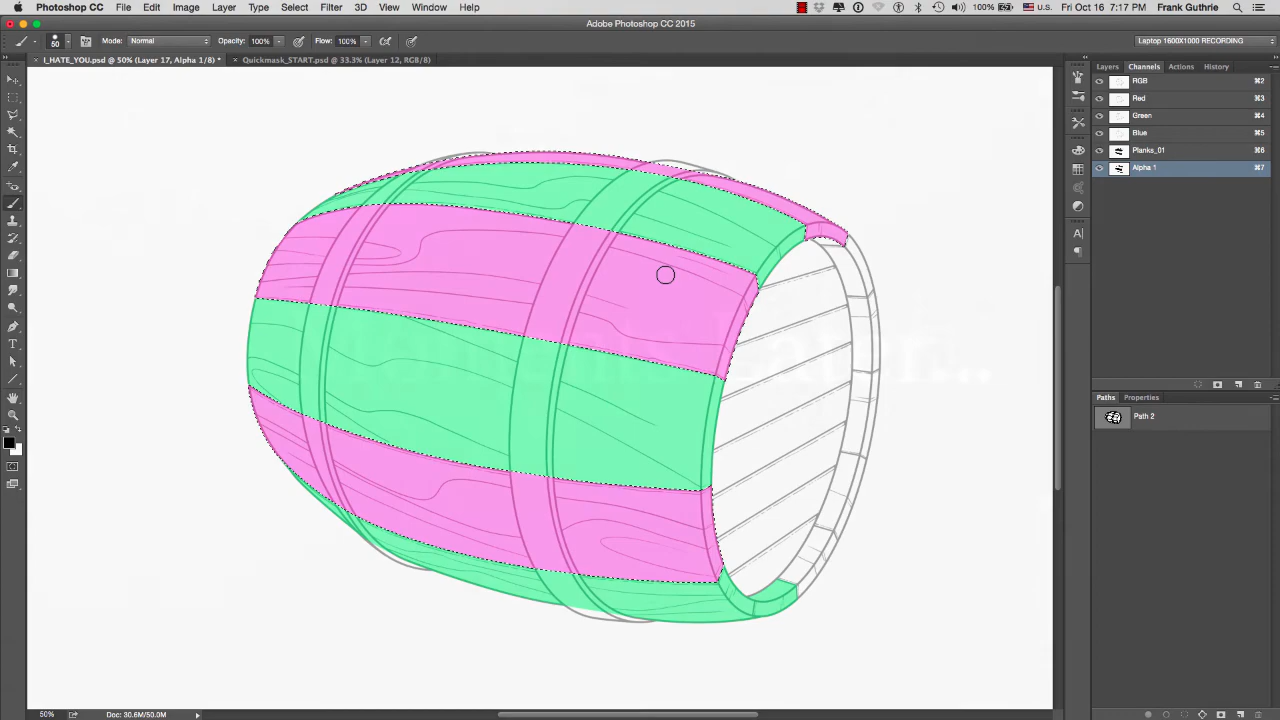 Photoshop CC File Edit Image Layer Type Select Filter 3D View Window Help 100% U.S. Fri Oct 16 7:17 PM Frank Guthrie
Adobe Photoshop CC 2015
50 Mode: Normal Opacity: 100% Flow: 100% Laptop 1600X1000 RECORDING
× I_HATE_YOU.psd @ 50% (Layer 17, Alpha 1/8) * × Quickmask_START.psd @ 33.3% (Layer 12, RGB/8)
Layers Channels Actions History
RGB ⌘2
Red ⌘3
Green ⌘4
Blue ⌘5
Planks_01 ⌘6
Alpha 1 ⌘7
Moments Later...
Paths Properties
Path 2
50% Doc: 30.6M/50.0M